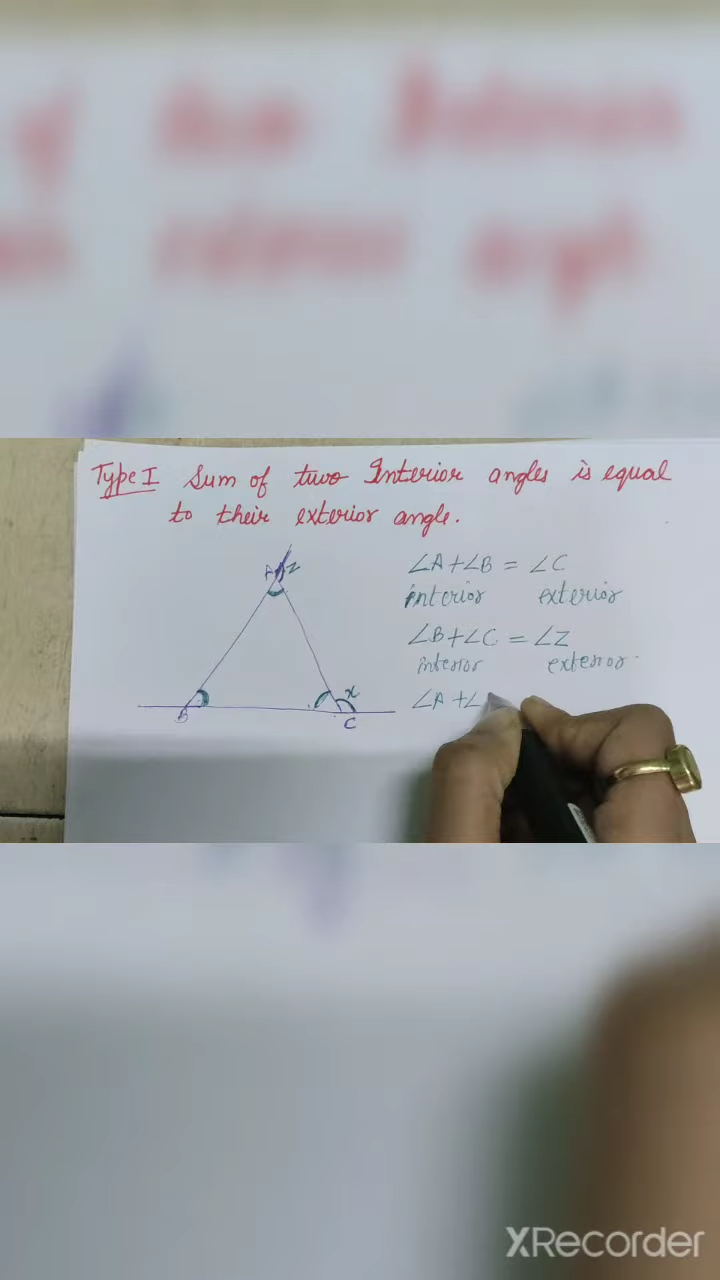 Type I Sum of two Interior angles is equal
to their exterior angle.
∠A+∠B = ∠C
interior exterior
∠B+∠C = ∠Z
interior exterior
∠A +∠
A Z
B
x
C
XRecorder